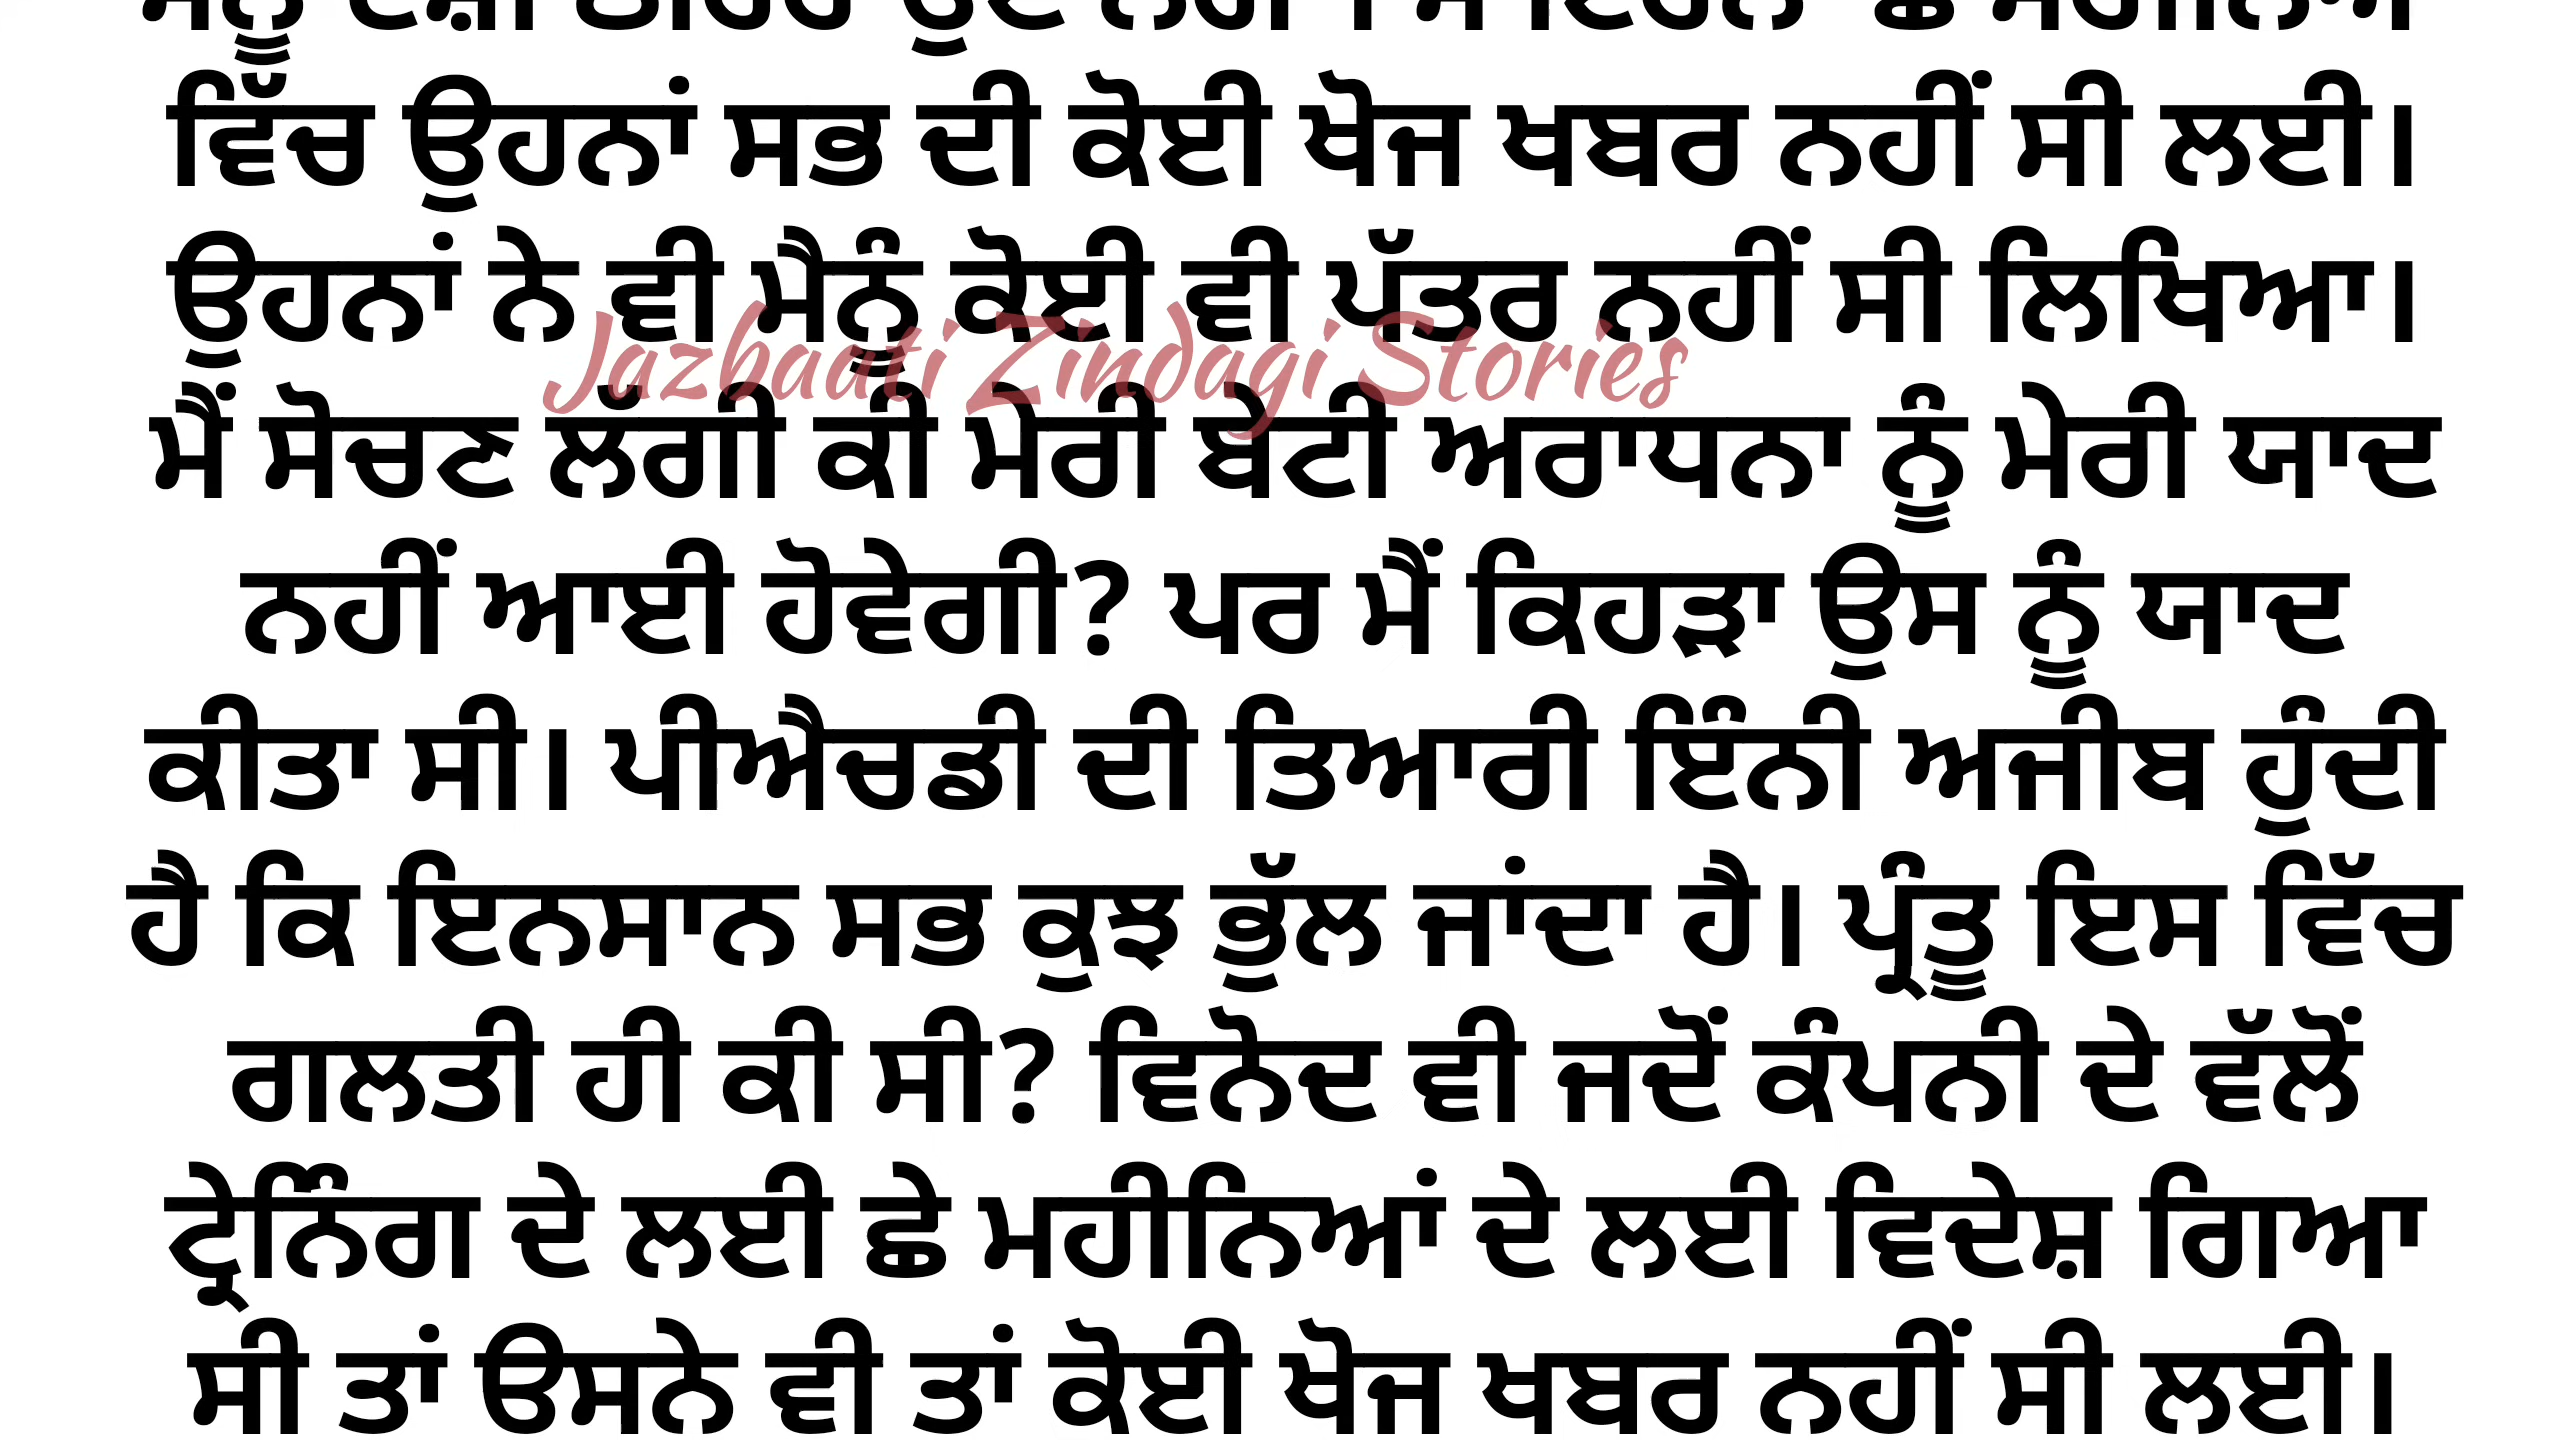 ਵਿੱਚ ਉਹਨਾਂ ਸਭ ਦੀ ਕੋਈ ਖੋਜ ਖਬਰ ਨਹੀਂ ਸੀ ਲਈ।
ਉਹਨਾਂ ਨੇ ਵੀ ਮੈਨੂੰ ਕੋਈ ਵੀ ਪੱਤਰ ਨਹੀਂ ਸੀ ਲਿਖਿਆ।
Jazbaati Zindagi Stories
ਮੈਂ ਸੋਚਣ ਲੱਗੀ ਕੀ ਮੇਰੀ ਬੇਟੀ ਅਰਾਧਨਾ ਨੂੰ ਮੇਰੀ ਯਾਦ
ਨਹੀਂ ਆਈ ਹੋਵੇਗੀ? ਪਰ ਮੈਂ ਕਿਹੜਾ ਉਸ ਨੂੰ ਯਾਦ
ਕੀਤਾ ਸੀ। ਪੀਐਚਡੀ ਦੀ ਤਿਆਰੀ ਇੰਨੀ ਅਜੀਬ ਹੁੰਦੀ
ਹੈ ਕਿ ਇਨਸਾਨ ਸਭ ਕੁਝ ਭੁੱਲ ਜਾਂਦਾ ਹੈ। ਪ੍ਰੰਤੂ ਇਸ ਵਿੱਚ
ਗਲਤੀ ਹੀ ਕੀ ਸੀ? ਵਿਨੋਦ ਵੀ ਜਦੋਂ ਕੰਪਨੀ ਦੇ ਵੱਲੋਂ
ਟ੍ਰੇਨਿੰਗ ਦੇ ਲਈ ਛੇ ਮਹੀਨਿਆਂ ਦੇ ਲਈ ਵਿਦੇਸ਼ ਗਿਆ
ਸੀ ਤਾਂ ਓਸਨੇ ਵੀ ਤਾਂ ਕੋਈ ਖੋਜ ਖਬਰ ਨਹੀਂ ਸੀ ਲਈ।